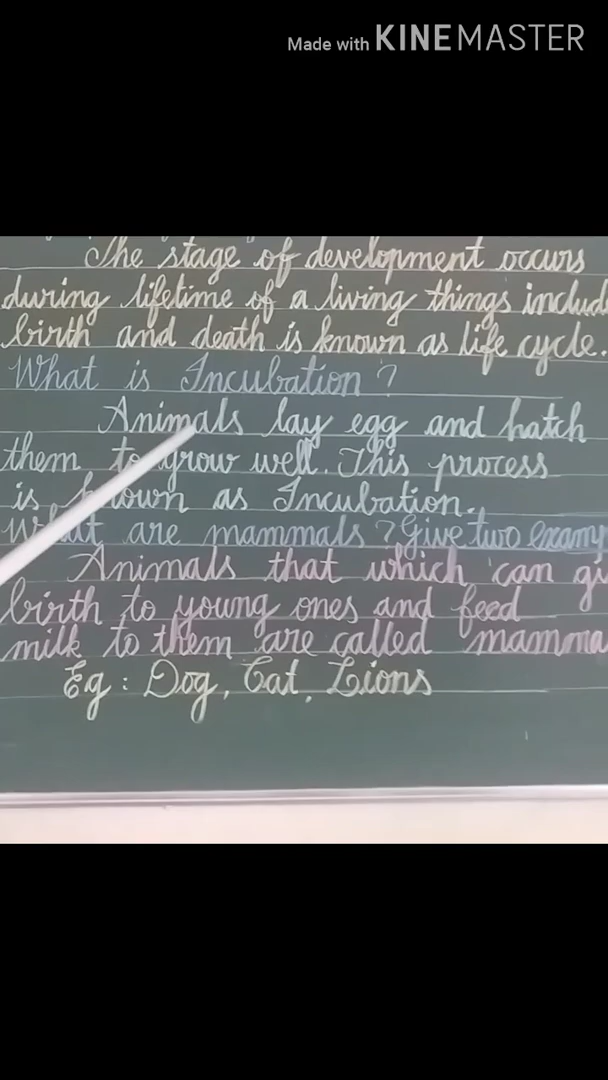 Made with KINEMASTER
The stage of development occurs
during lifetime of a living things includ
birth and death is known as life cycle.
What is Incubation?
Animals lay egg and hatch
them to grow well. This process
is known as Incubation.
What are mammals? Give two examp
Animals that which can gi
birth to young ones and feed
milk to them are called mamma
Eg: Dog, Cat, Lions